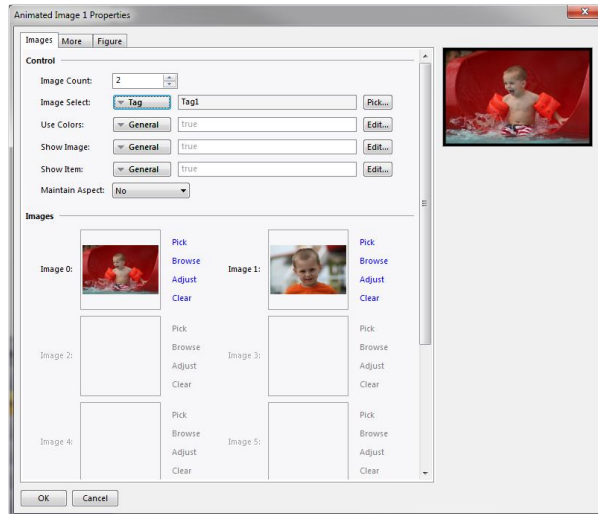 Animated Image 1 Properties
Images More Figure
Control
Image Count: 2
Image Select: Tag Tag1 Pick...
Use Colors: General true Edit...
Show Image: General true Edit...
Show Item: General true Edit...
Maintain Aspect: No
Images
Image 0: Pick Browse Adjust Clear Image 1: Pick Browse Adjust Clear
Image 2: Pick Browse Adjust Clear Image 3: Pick Browse Adjust Clear
Image 4: Pick Browse Adjust Clear Image 5: Pick Browse Adjust Clear
OK Cancel